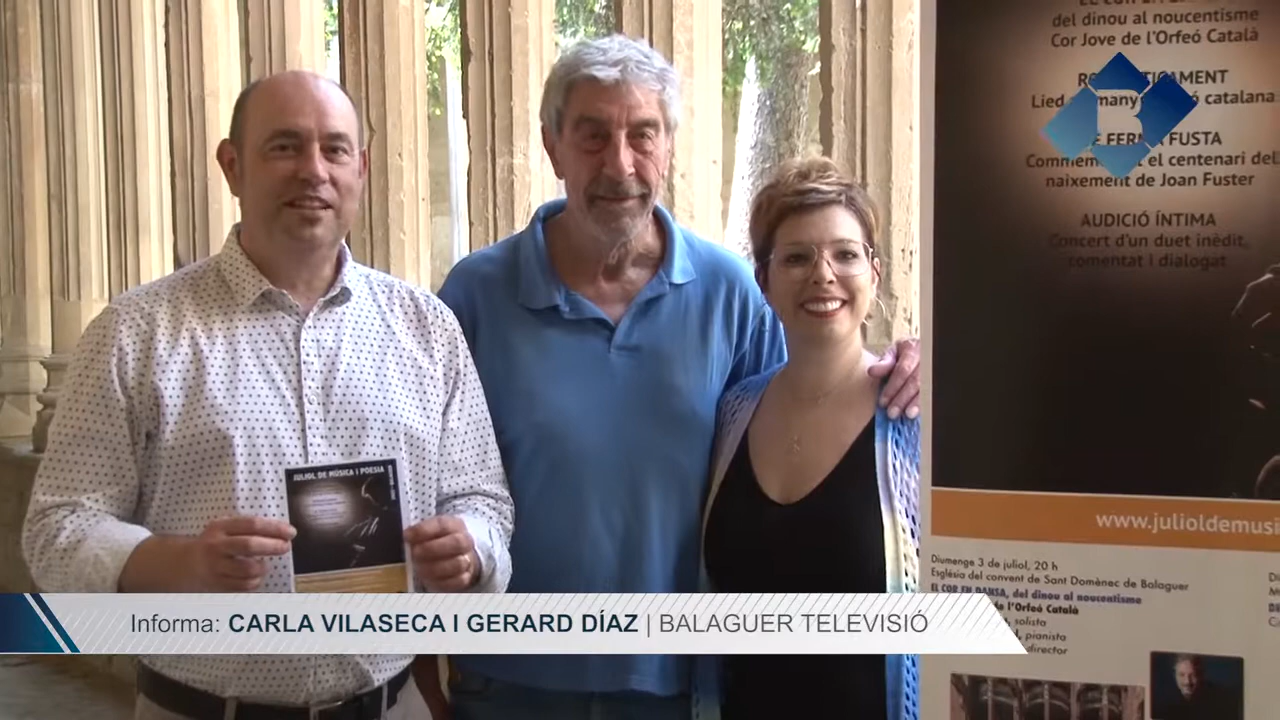 del dinou al noucentisme
Cor Jove de l'Orfeó Català
Lied catalana
FUSTA
el centenari del
naixement de Joan Fuster
AUDICIÓ ÍNTIMA
Concert d'un duet inèdit,
comentat i dialogat
JULIOL DE MÚSICA I POESIA
www.julioldemusi
Diumenge 3 de juliol, 20 h
Església del convent de Sant Domènec de Balaguer
EL COR EN DANSA, del dinou al noucentisme
de l'Orfeó Català
, solista
, pianista
director
Informa: CARLA VILASECA I GERARD DÍAZ | BALAGUER TELEVISIÓ